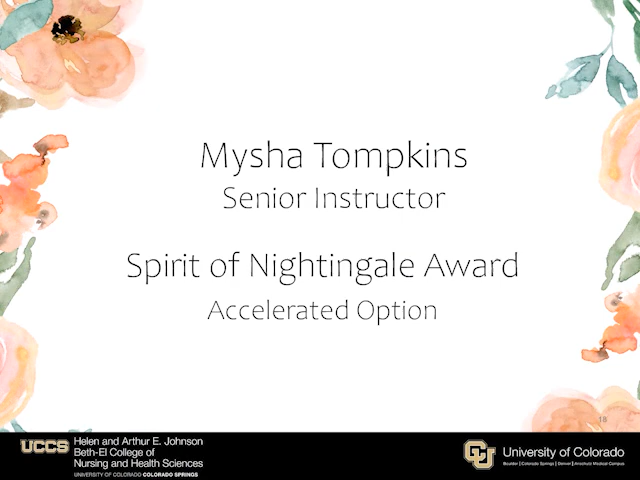 Mysha Tompkins
Senior Instructor
Spirit of Nightingale Award
Accelerated Option
18
UCCS
Helen and Arthur E. Johnson
Beth-El College of
Nursing and Health Sciences
UNIVERSITY OF COLORADO COLORADO SPRINGS
CU
University of Colorado
Boulder | Colorado Springs | Denver | Anschutz Medical Campus